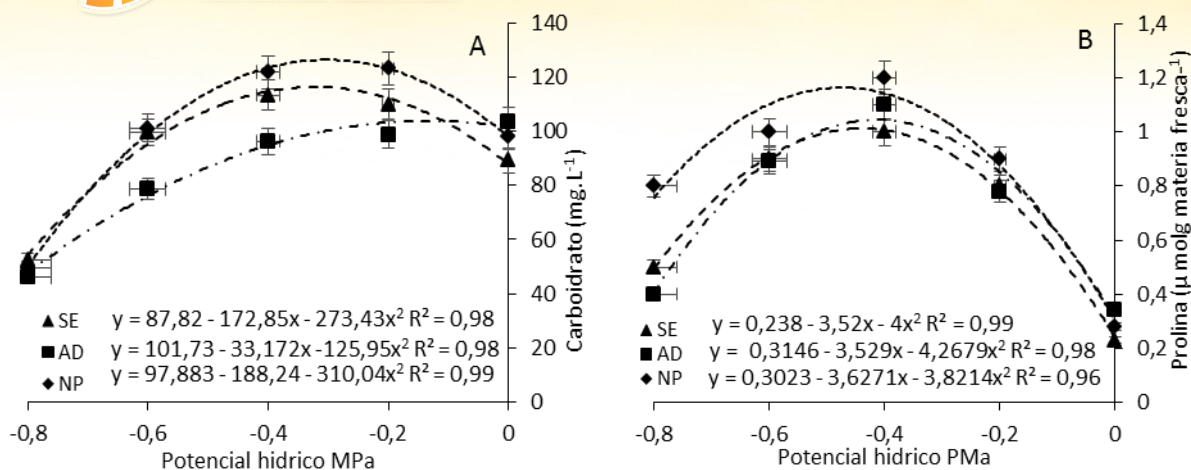 A
140
120
100
80
60
40
20
0
Carboidrato (mg.L-1)
▲ SE y = 87,82 - 172,85x - 273,43x² R² = 0,98
■ AD y = 101,73 - 33,172x -125,95x² R² = 0,98
◆ NP y = 97,883 - 188,24 - 310,04x² R² = 0,99
-0,8 -0,6 -0,4 -0,2 0
Potencial hidrico MPa
B
1,4
1,2
1
0,8
0,6
0,4
0,2
0
Prolina (µ molg materia fresca-1)
▲ SE y = 0,238 - 3,52x - 4x² R² = 0,99
■ AD y = 0,3146 - 3,529x - 4,2679x² R² = 0,98
◆ NP y = 0,3023 - 3,6271x - 3,8214x² R² = 0,96
-0,8 -0,6 -0,4 -0,2 0
Potencial hidrico PMa